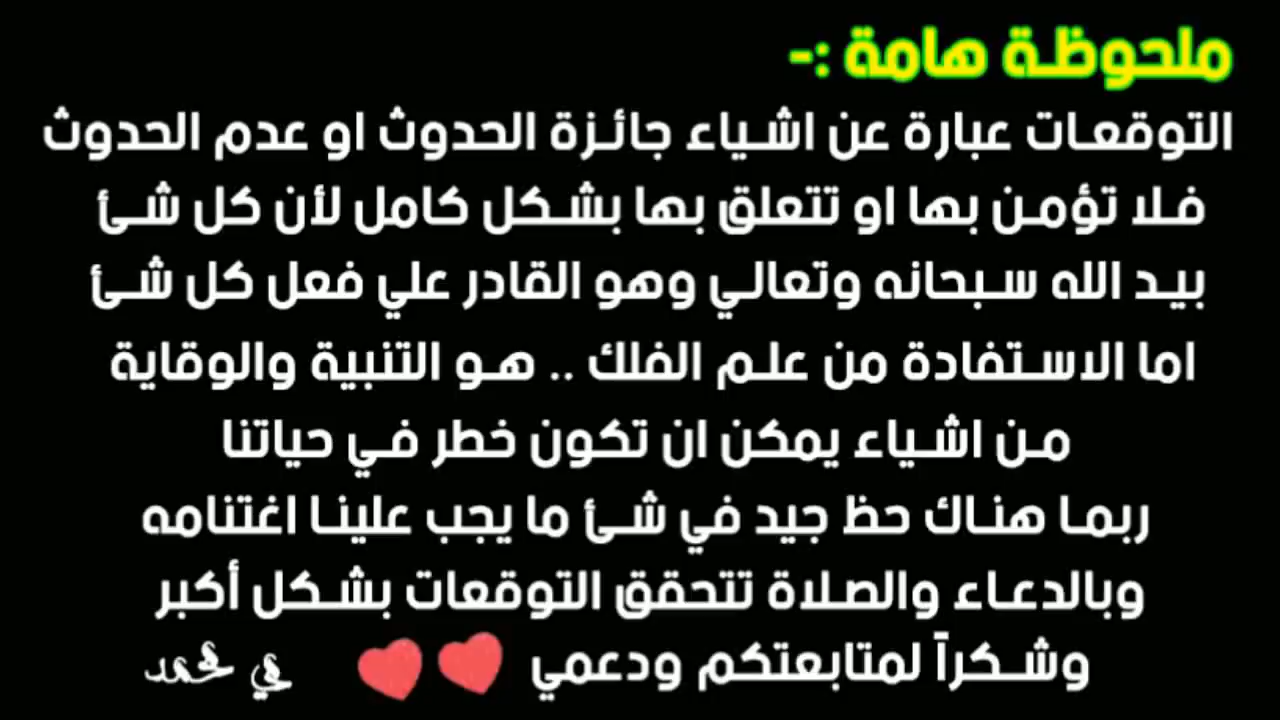 ملحوظة هامة :-
التوقعات عبارة عن اشياء جائزة الحدوث او عدم الحدوث
فلا تؤمن بها او تتعلق بها بشكل كامل لأن كل شئ
بيد الله سبحانه وتعالي وهو القادر علي فعل كل شئ
اما الاستفادة من علم الفلك .. هو التنبية والوقاية
من اشياء يمكن ان تكون خطر في حياتنا
ربما هناك حظ جيد في شئ ما يجب علينا اغتنامه
وبالدعاء والصلاة تتحقق التوقعات بشكل أكبر
وشكراً لمتابعتكم ودعمي ❤❤ محمد